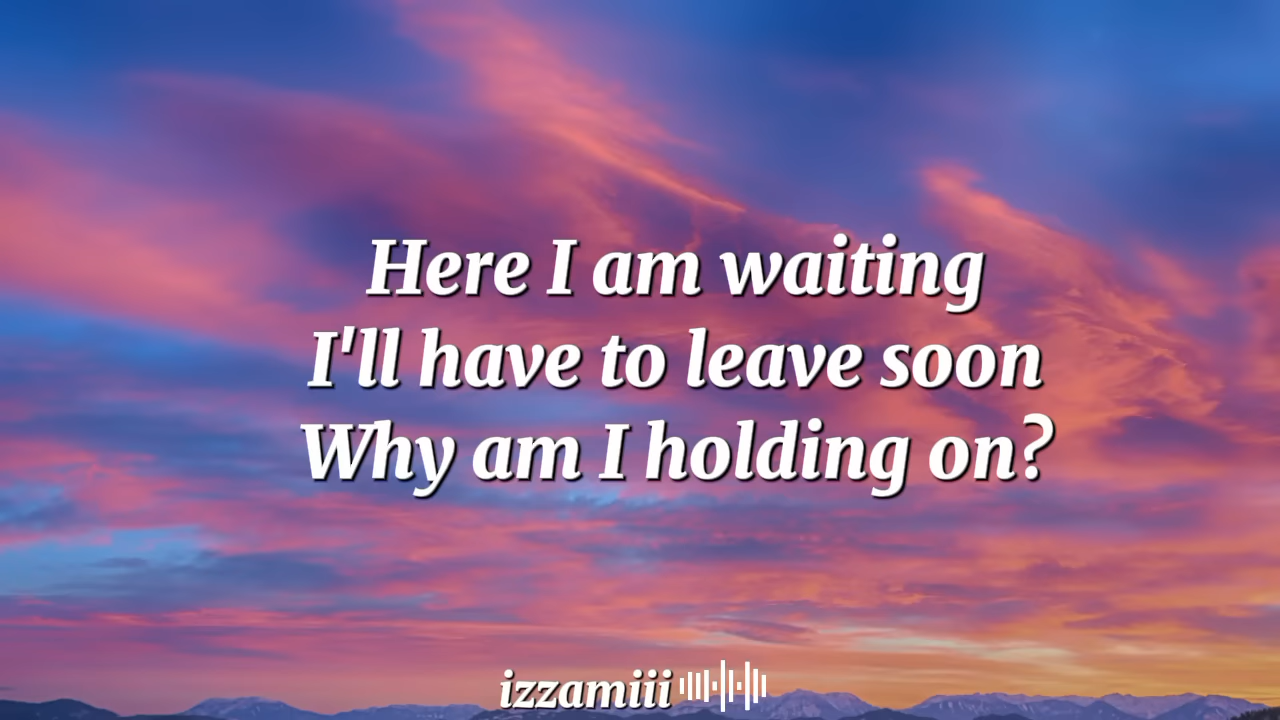 Here I am waiting
I'll have to leave soon
Why am I holding on?
izzamiii